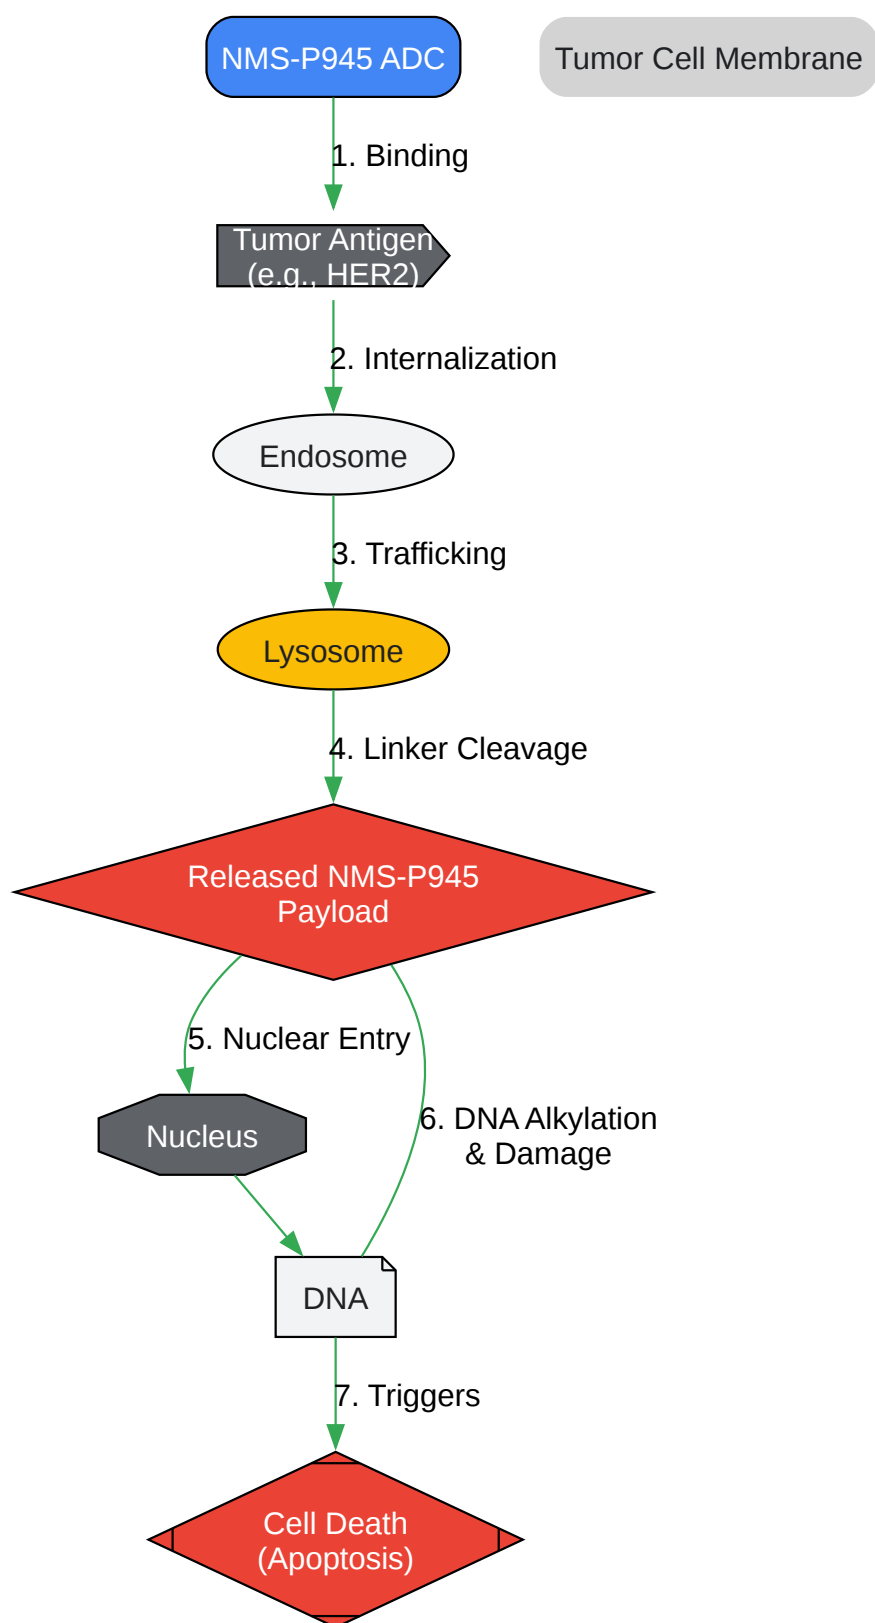 NMS-P945 ADC
Tumor Cell Membrane
1. Binding
Tumor Antigen
(e.g., HER2)
2. Internalization
Endosome
3. Trafficking
Lysosome
4. Linker Cleavage
Released NMS-P945
Payload
5. Nuclear Entry
6. DNA Alkylation
& Damage
Nucleus
DNA
7. Triggers
Cell Death
(Apoptosis)